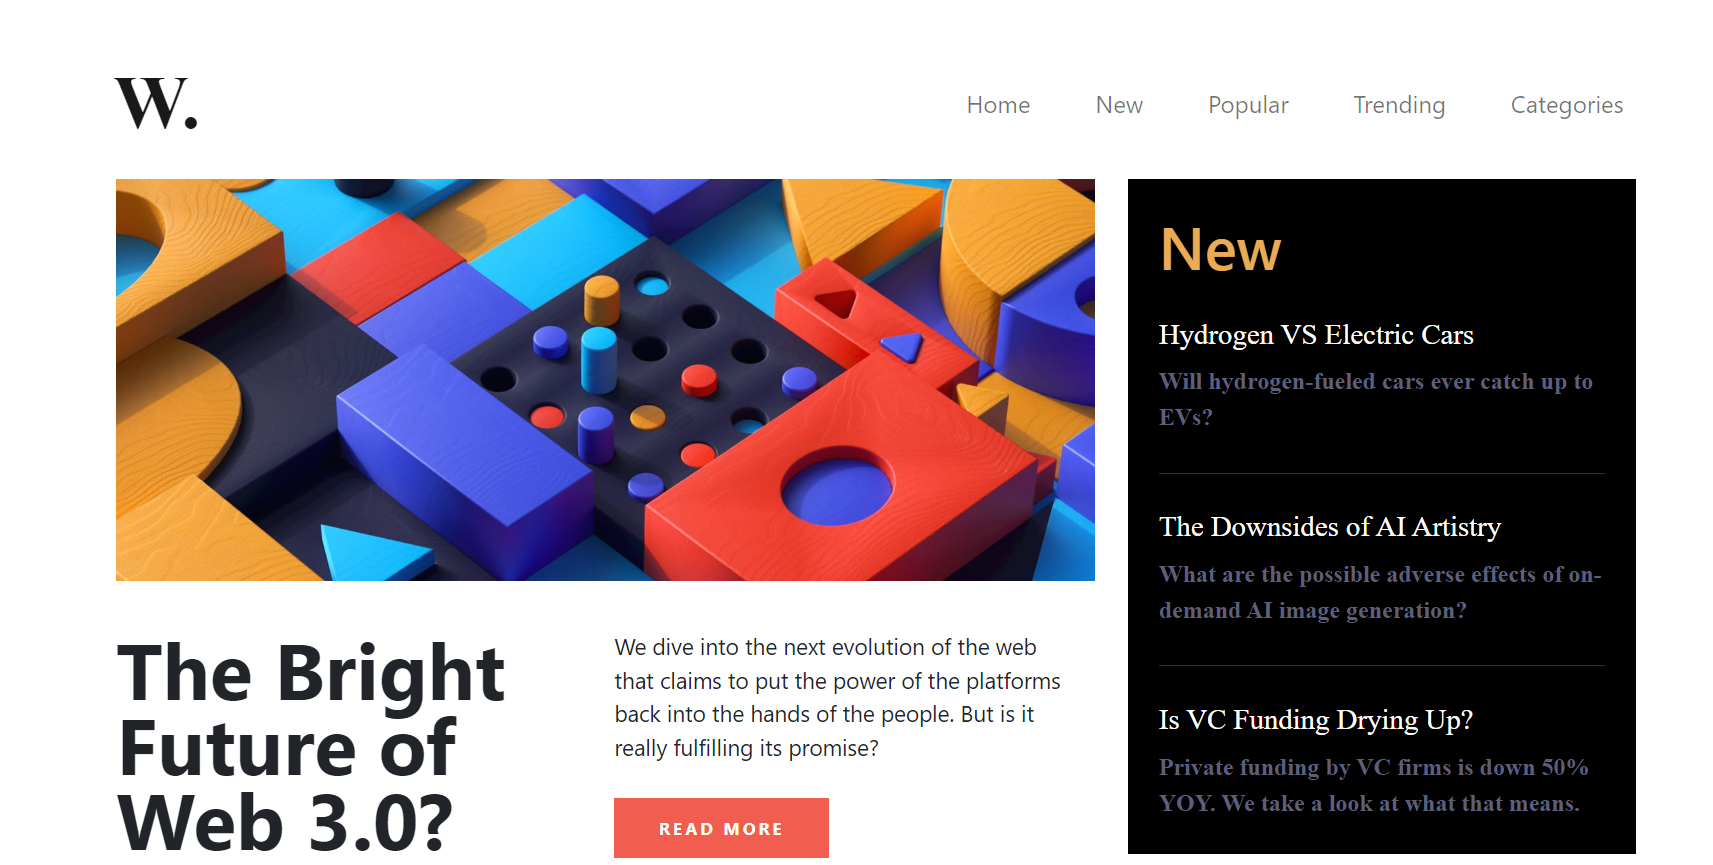 W.
Home New Popular Trending Categories
The Bright
Future of
Web 3.0?
We dive into the next evolution of the web
that claims to put the power of the platforms
back into the hands of the people. But is it
really fulfilling its promise?
READ MORE
New
Hydrogen VS Electric Cars
Will hydrogen-fueled cars ever catch up to
EVs?
The Downsides of AI Artistry
What are the possible adverse effects of on-
demand AI image generation?
Is VC Funding Drying Up?
Private funding by VC firms is down 50%
YOY. We take a look at what that means.